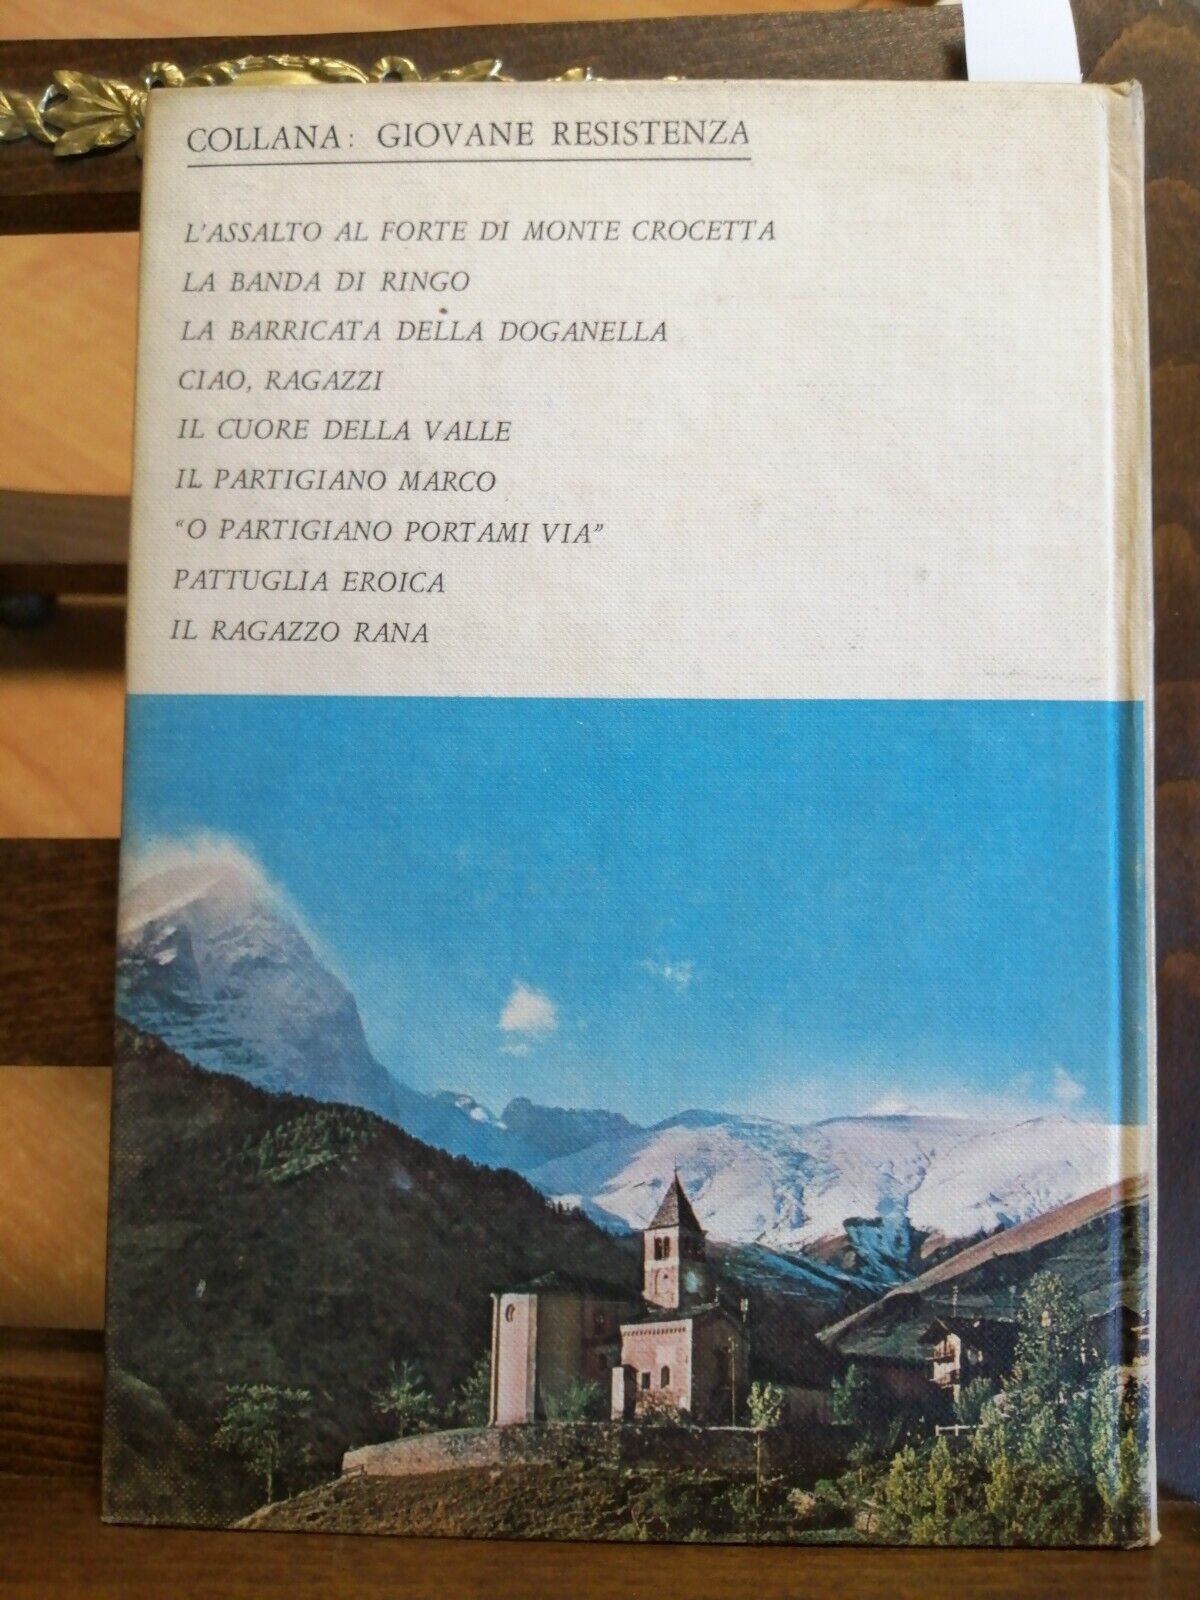 COLLANA: GIOVANE RESISTENZA
L'ASSALTO AL FORTE DI MONTE CROCETTA
LA BANDA DI RINGO
LA BARRICATA DELLA DOGANELLA
CIAO, RAGAZZI
IL CUORE DELLA VALLE
IL PARTIGIANO MARCO
“O PARTIGIANO PORTAMI VIA”
PATTUGLIA EROICA
IL RAGAZZO RANA